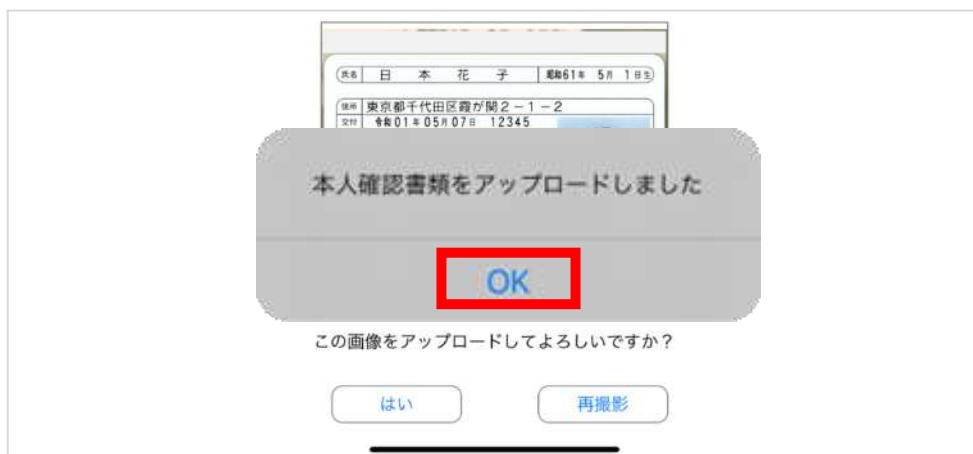 氏名 日本花子 昭和61年 5月 1日生
住所 東京都千代田区霞が関2－1－2
交付 令和01年05月07日 12345
本人確認書類をアップロードしました
OK
この画像をアップロードしてよろしいですか？
はい 再撮影